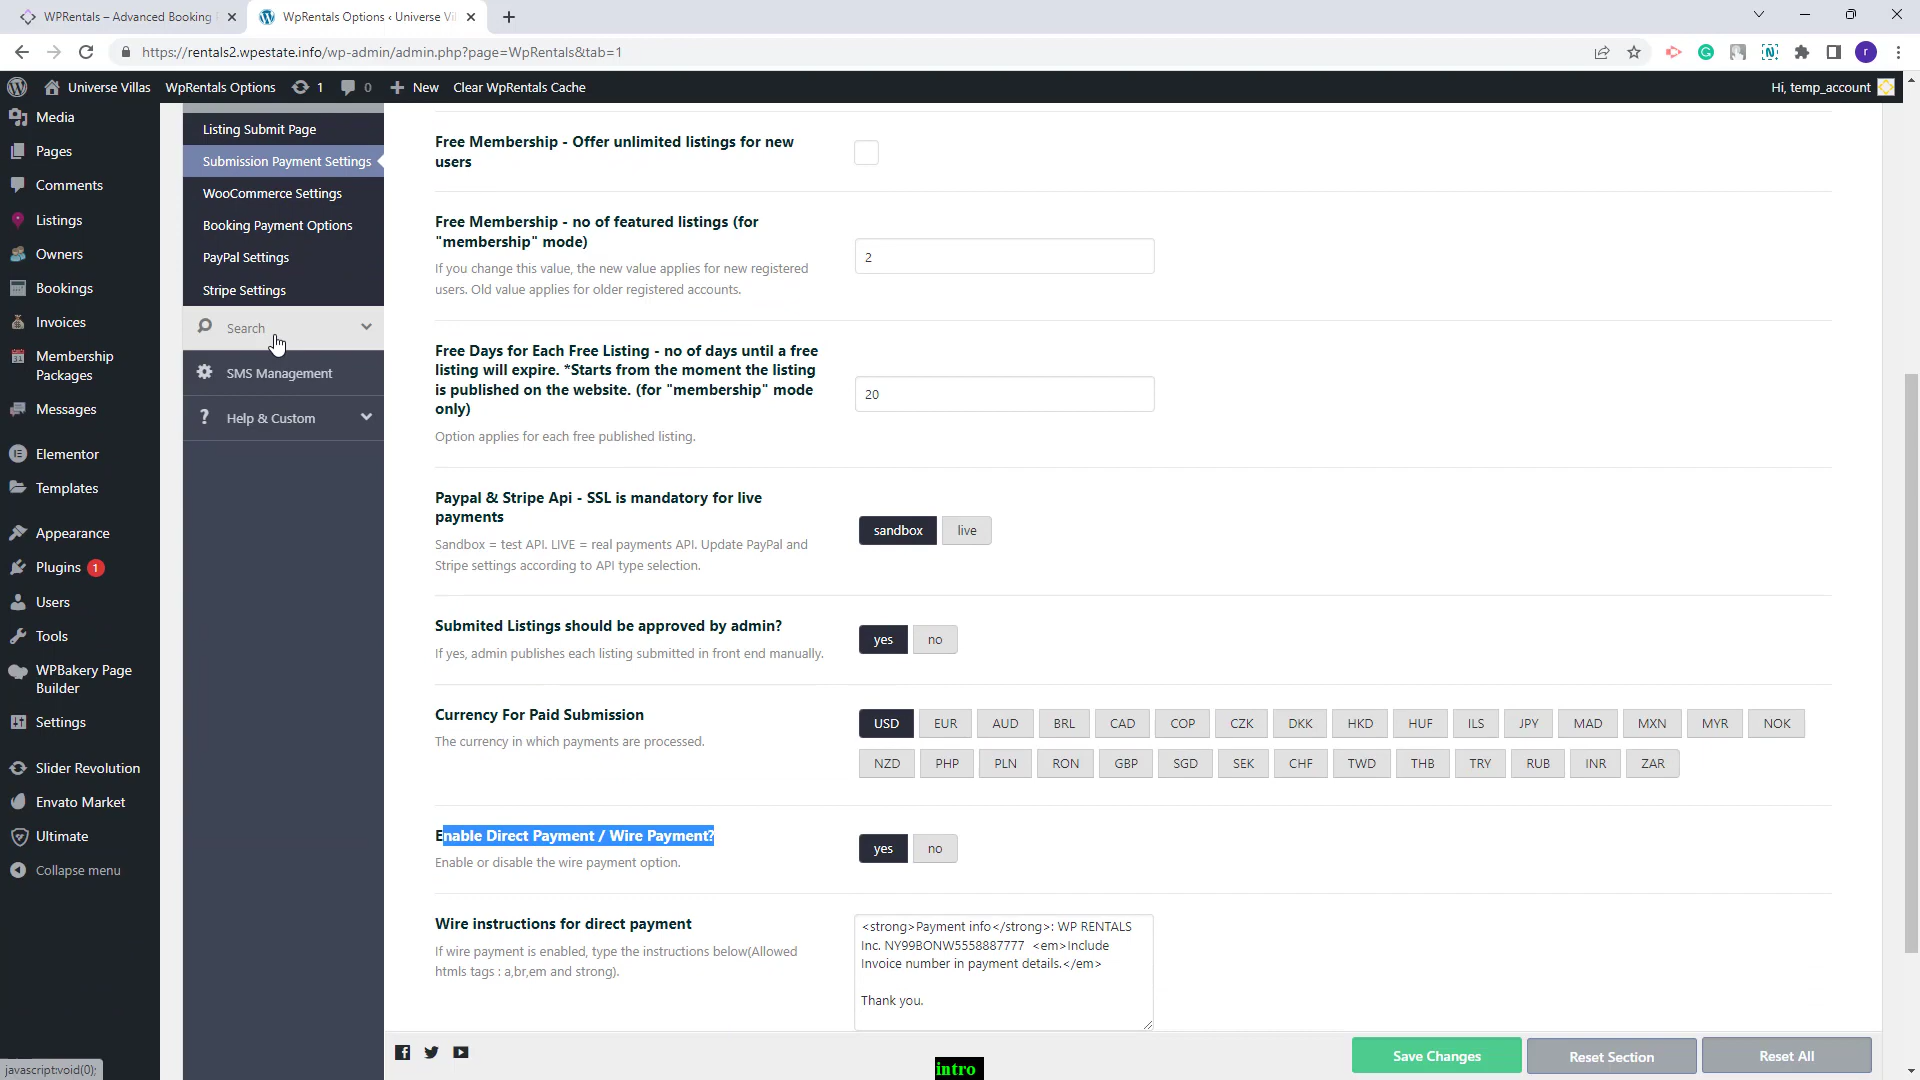 WPRentals – Advanced Booking
WpRentals Options ‹ Universe Vil
https://rentals2.wpestate.info/wp-admin/admin.php?page=WpRentals&tab=1
r
Universe Villas
WpRentals Options
1
0
New
Clear WpRentals Cache
Hi, temp_account
Media
Pages
Comments
Listings
Owners
Bookings
Invoices
Membership
Packages
Messages
Elementor
Templates
Appearance
Plugins 1
Users
Tools
WPBakery Page
Builder
Settings
Slider Revolution
Envato Market
Ultimate
Collapse menu
Listing Submit Page
Submission Payment Settings
WooCommerce Settings
Booking Payment Options
PayPal Settings
Stripe Settings
Search
SMS Management
Help & Custom
Free Membership - Offer unlimited listings for new
users
Free Membership - no of featured listings (for
"membership" mode)
If you change this value, the new value applies for new registered
users. Old value applies for older registered accounts.
2
Free Days for Each Free Listing - no of days until a free
listing will expire. *Starts from the moment the listing
is published on the website. (for "membership" mode
only)
Option applies for each free published listing.
20
Paypal & Stripe Api - SSL is mandatory for live
payments
Sandbox = test API. LIVE = real payments API. Update PayPal and
Stripe settings according to API type selection.
sandbox live
Submited Listings should be approved by admin?
If yes, admin publishes each listing submitted in front end manually.
yes no
Currency For Paid Submission
The currency in which payments are processed.
USD EUR AUD BRL CAD COP CZK DKK HKD HUF ILS JPY MAD MXN MYR NOK
NZD PHP PLN RON GBP SGD SEK CHF TWD THB TRY RUB INR ZAR
Enable Direct Payment / Wire Payment?
Enable or disable the wire payment option.
yes no
Wire instructions for direct payment
If wire payment is enabled, type the instructions below(Allowed
htmls tags : a,br,em and strong).
<strong>Payment info</strong>: WP RENTALS
Inc. NY99BONW5558887777 <em>Include
Invoice number in payment details.</em>
Thank you.
Save Changes
Reset Section
Reset All
intro
javascript:void(0);